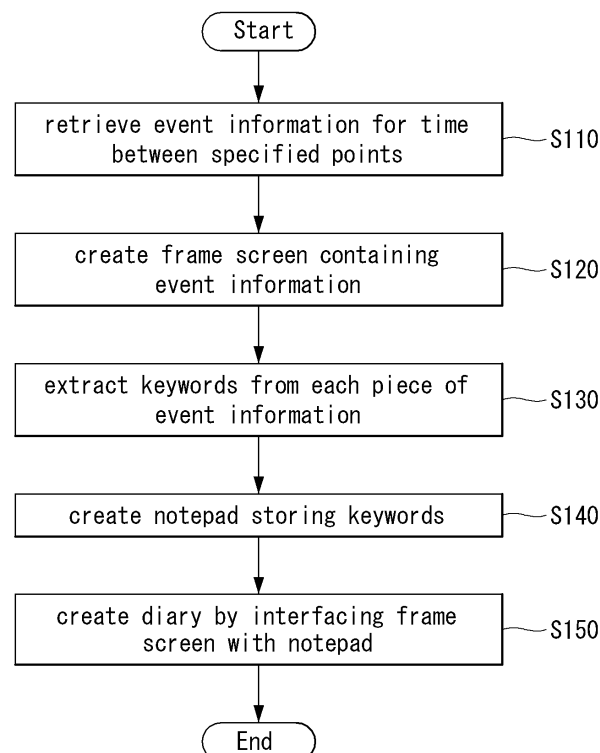 Start
retrieve event information for time
between specified points
S110
create frame screen containing
event information
S120
extract keywords from each piece of
event information
S130
create notepad storing keywords
S140
create diary by interfacing frame
screen with notepad
S150
End